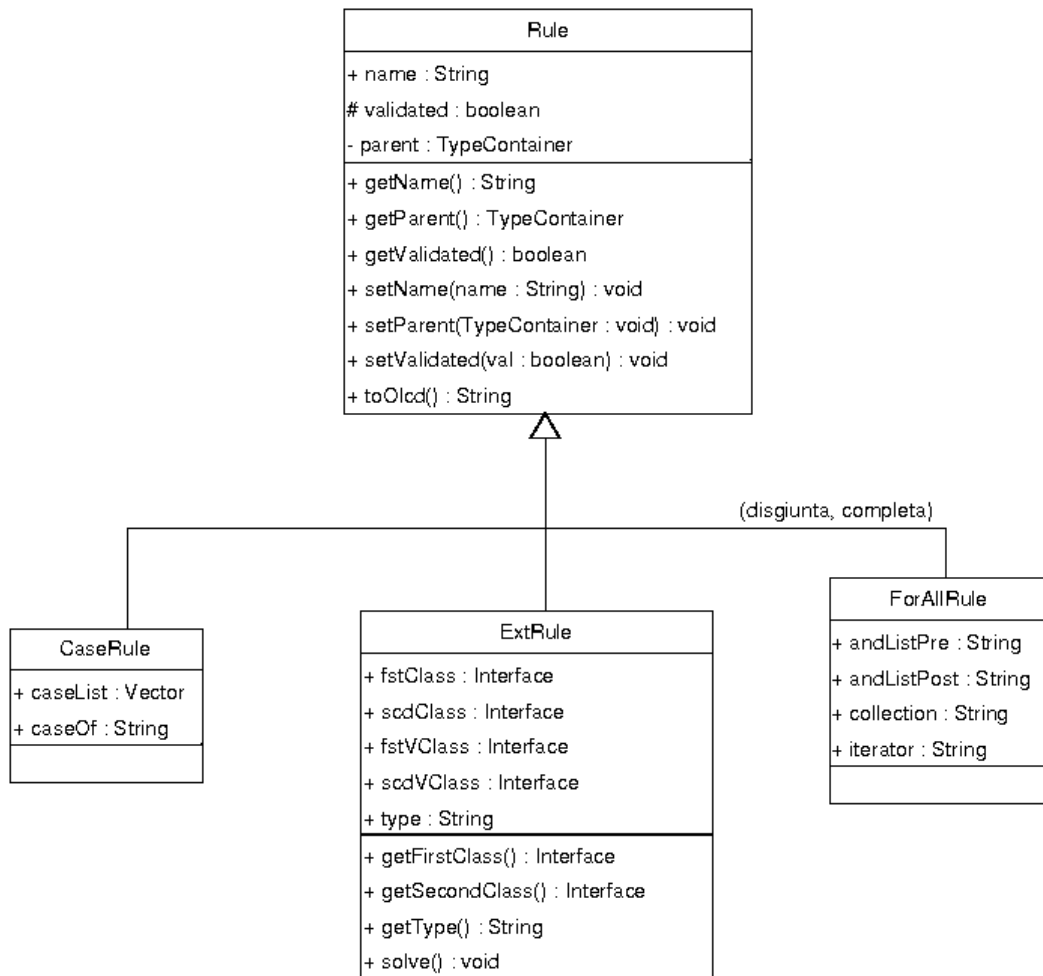 Rule
+ name : String
# validated : boolean
- parent : TypeContainer
+ getName() : String
+ getParent() : TypeContainer
+ getValidated() : boolean
+ setName(name : String) : void
+ setParent(TypeContainer : void) : void
+ setValidated(val : boolean) : void
+ toOlcd() : String
(disgiunta, completa)
CaseRule
+ caseList : Vector
+ caseOf : String
ExtRule
+ fstClass : Interface
+ scdClass : Interface
+ fstVClass : Interface
+ scdVClass : Interface
+ type : String
+ getFirstClass() : Interface
+ getSecondClass() : Interface
+ getType() : String
+ solve() : void
ForAllRule
+ andListPre : String
+ andListPost : String
+ collection : String
+ iterator : String